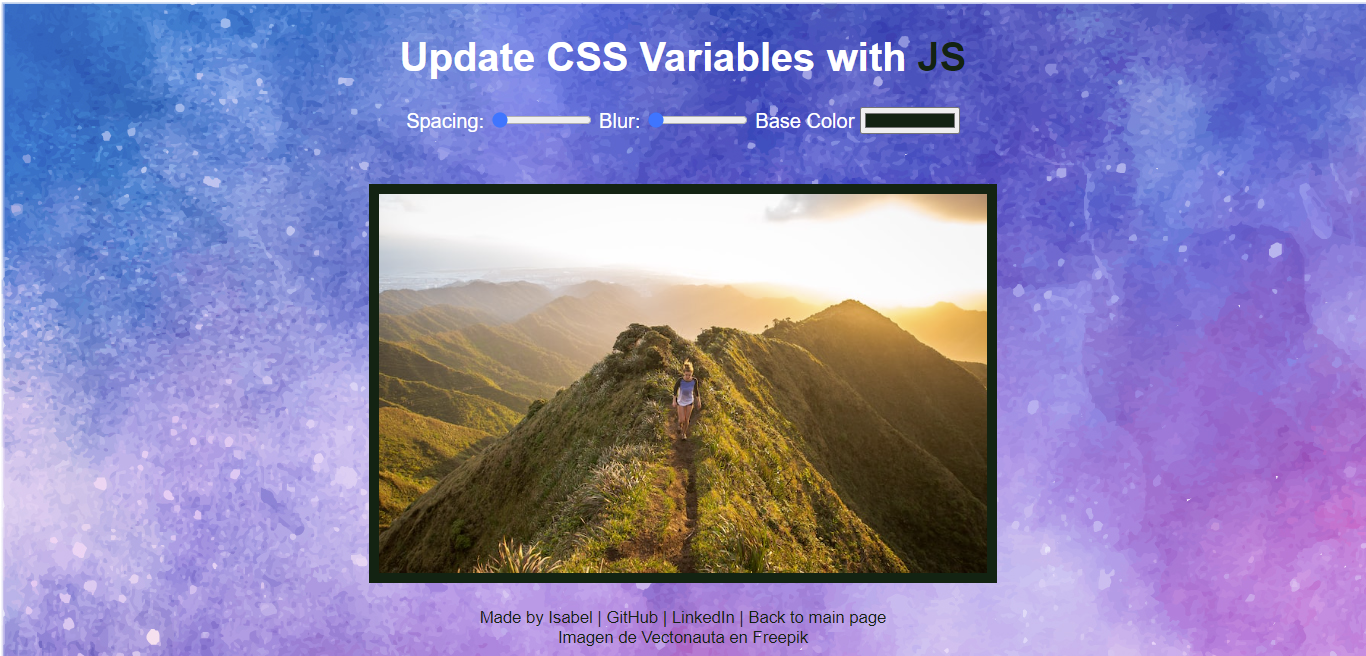 Update CSS Variables with JS
Spacing: Blur: Base Color
Made by Isabel | GitHub | LinkedIn | Back to main page
Imagen de Vectonauta en Freepik